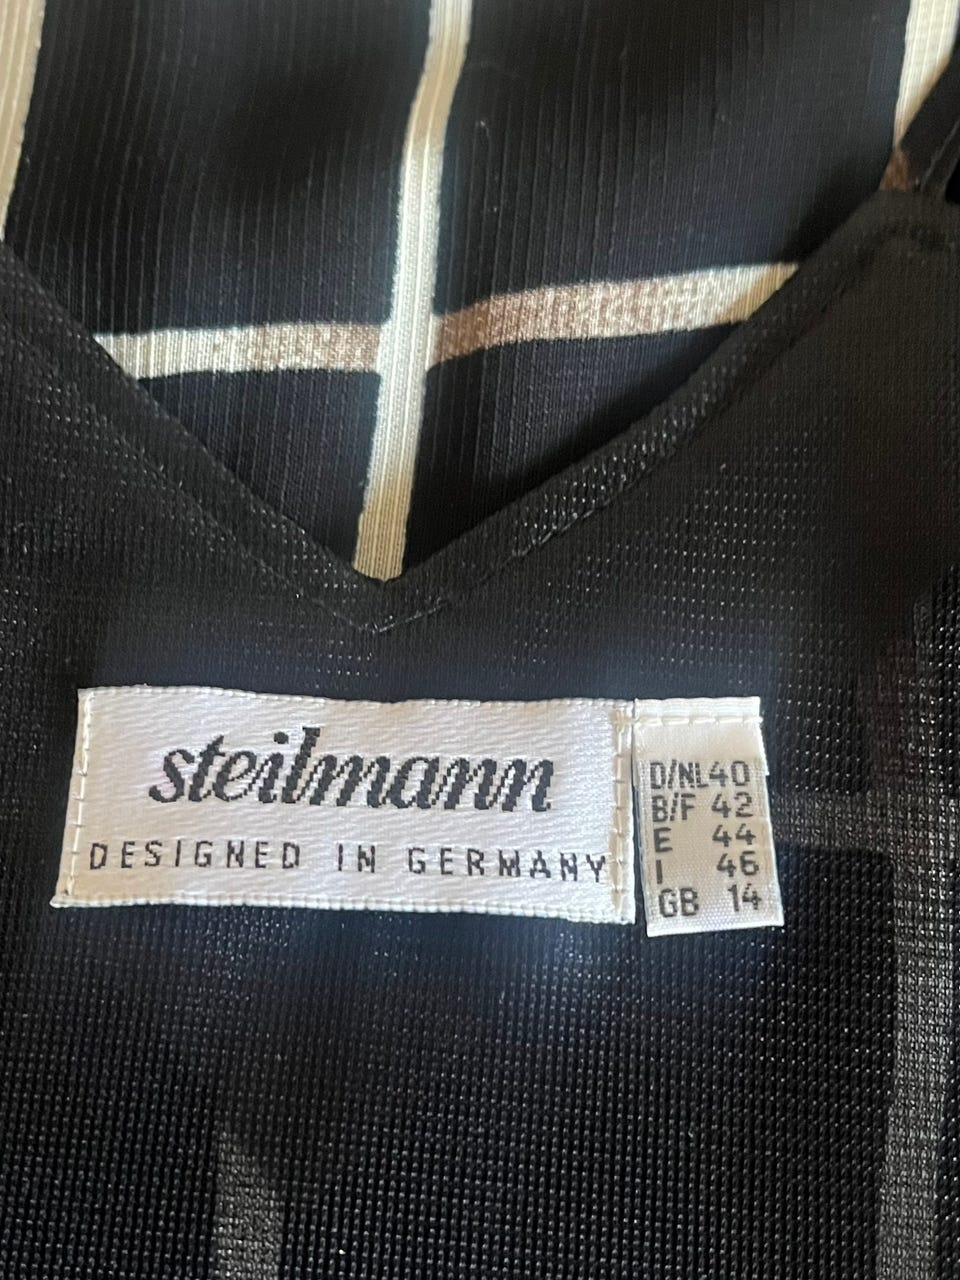 steilmann
DESIGNED IN GERMANY
D/NL 40
B/F 42
E 44
I 46
GB 14